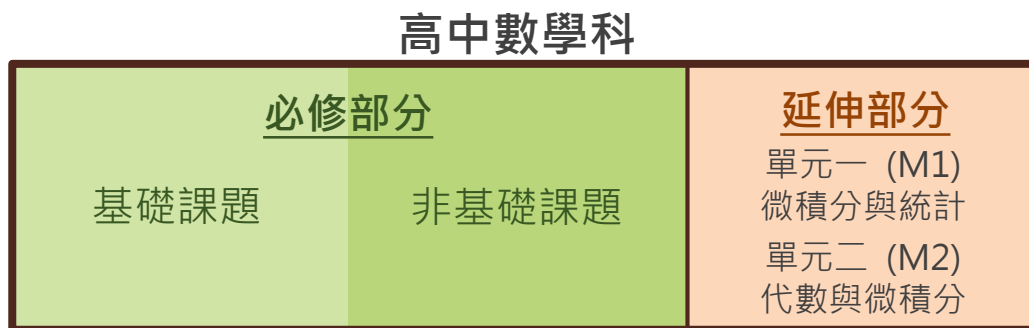 高中數學科
必修部分
基礎課題
非基礎課題
延伸部分
單元一 (M1)
微積分與統計
單元二 (M2)
代數與微積分